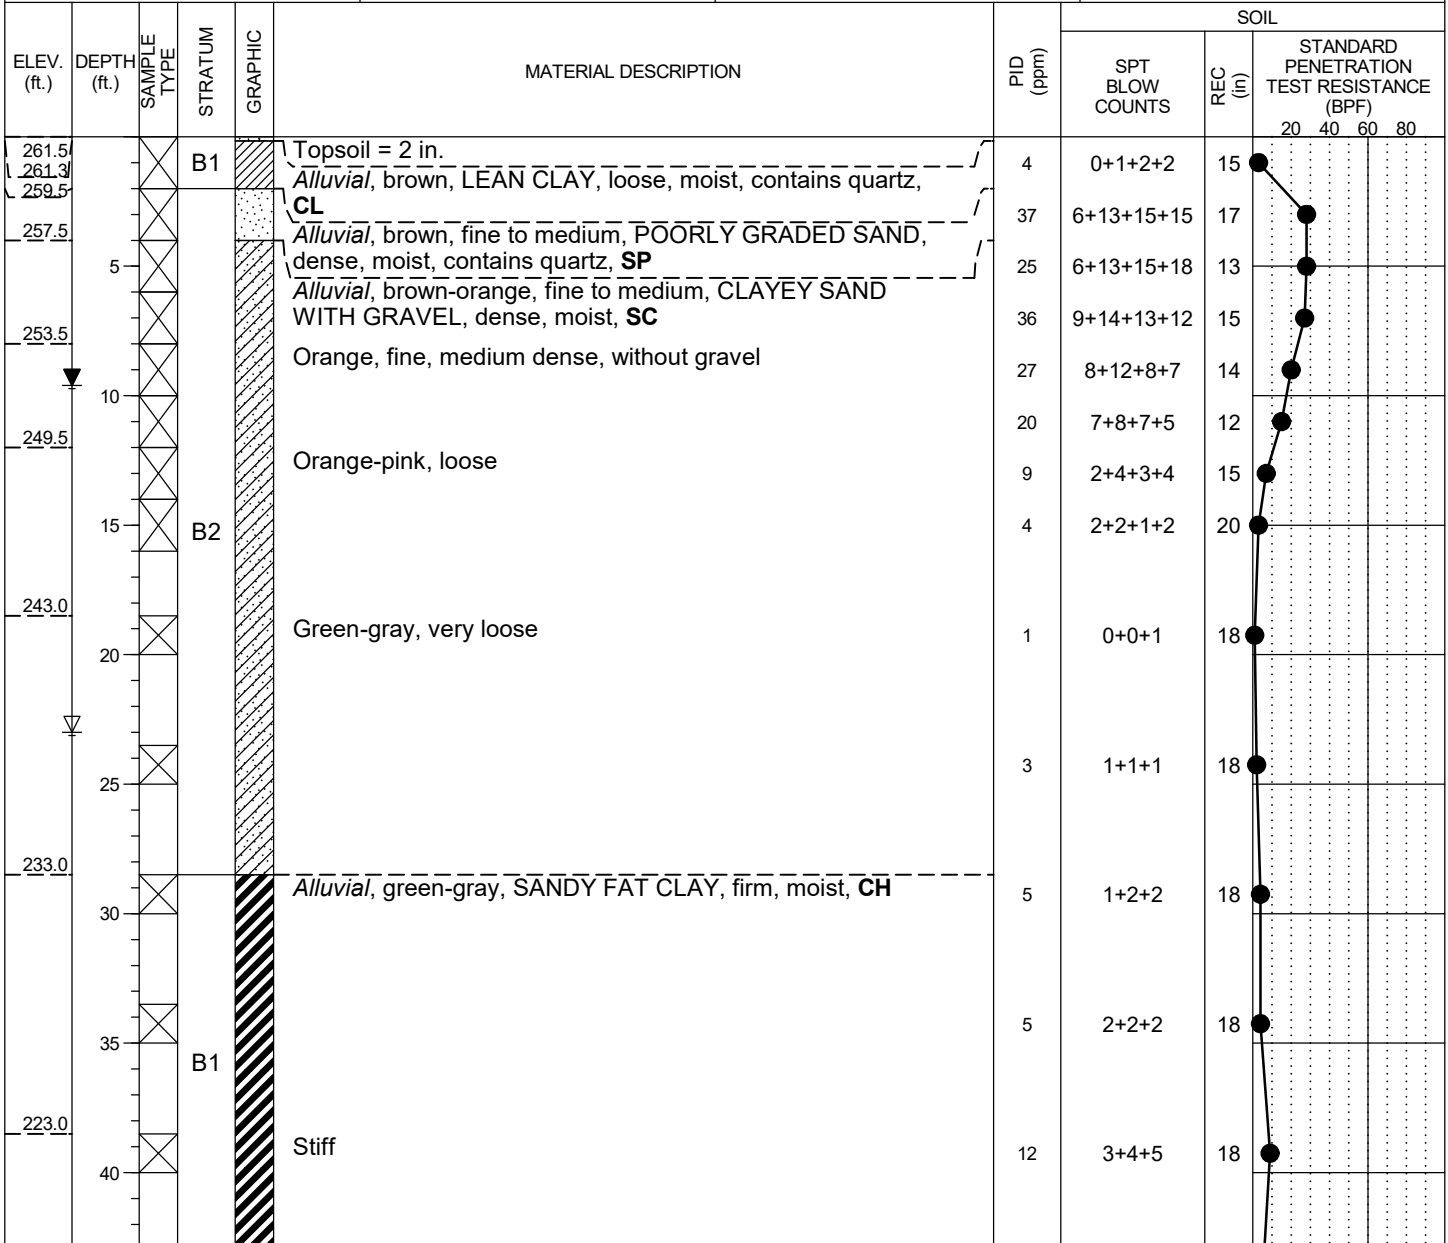 SOIL
ELEV. (ft.)
DEPTH (ft.)
SAMPLE TYPE
STRATUM
GRAPHIC
MATERIAL DESCRIPTION
PID (ppm)
SPT BLOW COUNTS
REC (in)
STANDARD PENETRATION TEST RESISTANCE (BPF)
20 40 60 80
261.5
261.3
259.5
B1
Topsoil = 2 in.
Alluvial, brown, LEAN CLAY, loose, moist, contains quartz,
CL
4 0+1+2+2 15
257.5
Alluvial, brown, fine to medium, POORLY GRADED SAND,
dense, moist, contains quartz, SP
37 6+13+15+15 17
5
Alluvial, brown-orange, fine to medium, CLAYEY SAND
WITH GRAVEL, dense, moist, SC
25 6+13+15+18 13
36 9+14+13+12 15
253.5
Orange, fine, medium dense, without gravel
27 8+12+8+7 14
10
20 7+8+7+5 12
249.5
Orange-pink, loose
9 2+4+3+4 15
15
B2
4 2+2+1+2 20
243.0
Green-gray, very loose
1 0+0+1 18
20
3 1+1+1 18
25
233.0
Alluvial, green-gray, SANDY FAT CLAY, firm, moist, CH
5 1+2+2 18
30
5 2+2+2 18
35
B1
223.0
Stiff
12 3+4+5 18
40